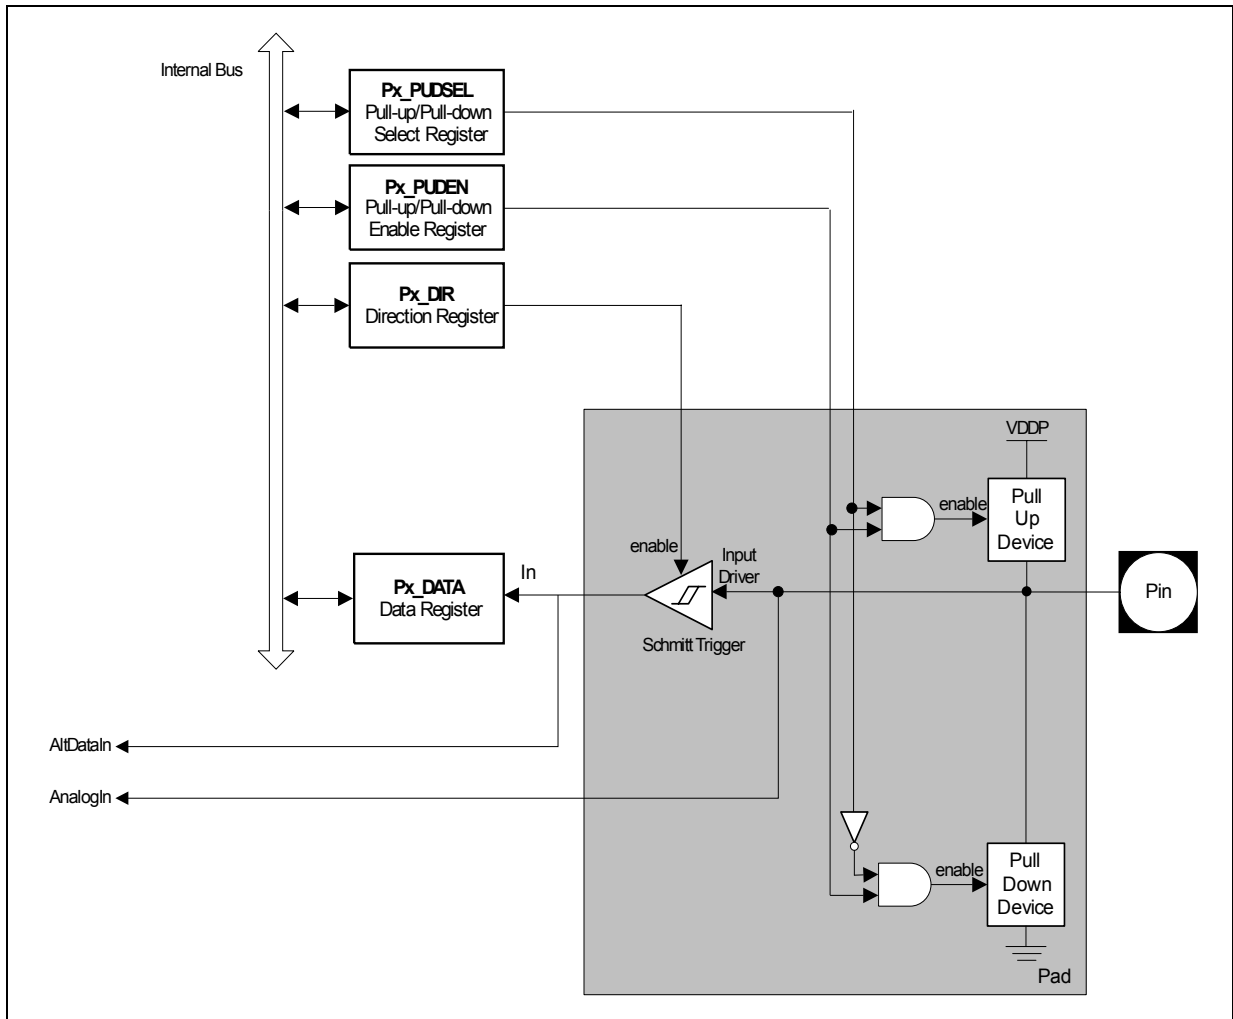 Internal Bus
Px_PUDSEL
Pull-up/Pull-down
Select Register
Px_PUDEN
Pull-up/Pull-down
Enable Register
Px_DIR
Direction Register
VDDP
Pull
Up
Device
enable
enable
Input
Driver
In
Px_DATA
Data Register
Schmitt Trigger
Pin
AltDataIn
AnalogIn
enable
Pull
Down
Device
Pad